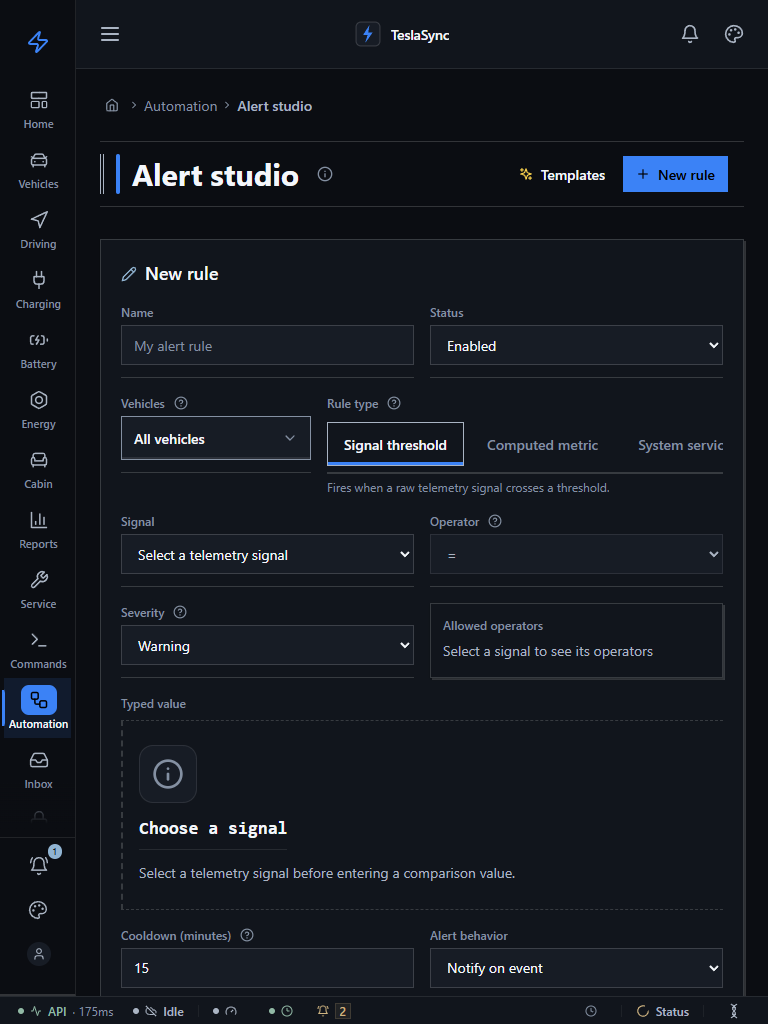 TeslaSync
Home
Vehicles
Driving
Charging
Battery
Energy
Cabin
Reports
Service
Commands
Automation
Inbox
1
Automation
Alert studio
Alert studio
Templates
New rule
New rule
Name
Status
My alert rule
Enabled
Vehicles
Rule type
All vehicles
Signal threshold
Computed metric
System servic
Fires when a raw telemetry signal crosses a threshold.
Signal
Operator
Select a telemetry signal
=
Severity
Warning
Allowed operators
Select a signal to see its operators
Typed value
Choose a signal
Select a telemetry signal before entering a comparison value.
Cooldown (minutes)
Alert behavior
15
Notify on event
API · 175ms
Idle
2
Status